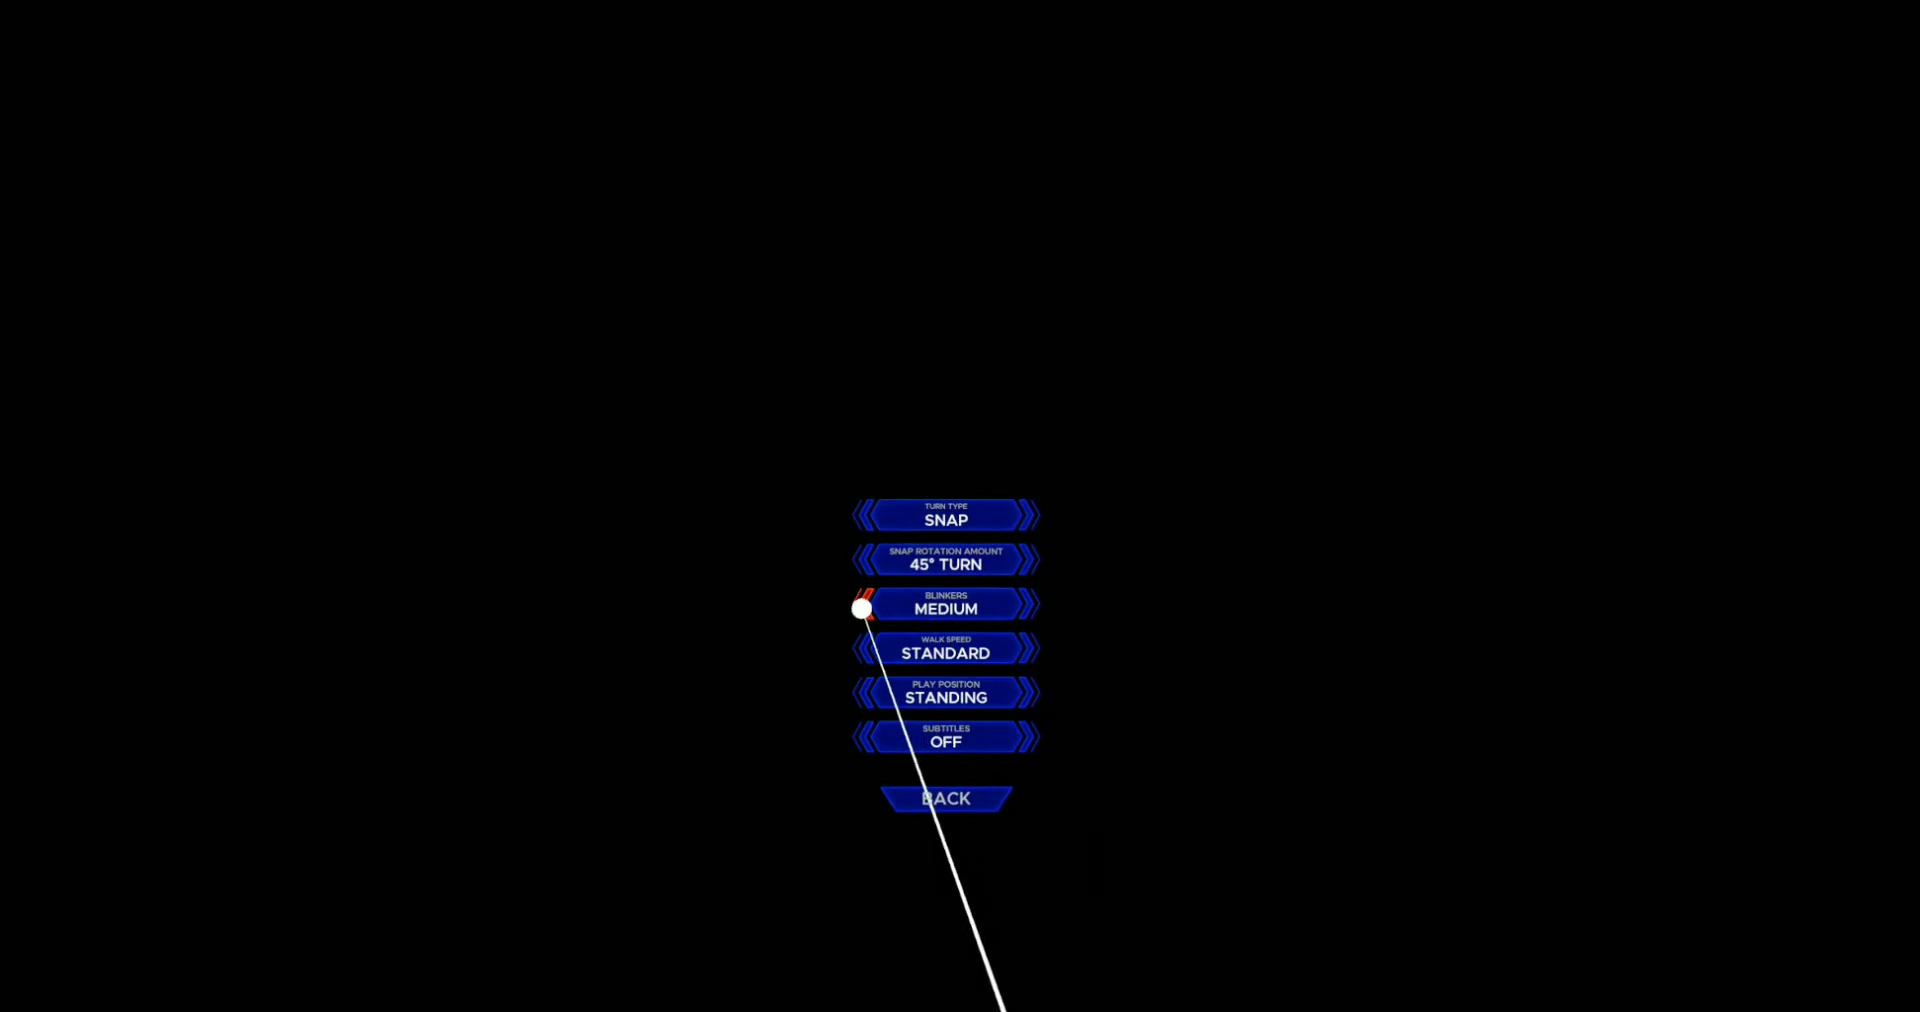 TURN TYPE
SNAP
SNAP ROTATION AMOUNT
45° TURN
BLINKERS
MEDIUM
WALK SPEED
STANDARD
PLAY POSITION
STANDING
SUBTITLES
OFF
BACK